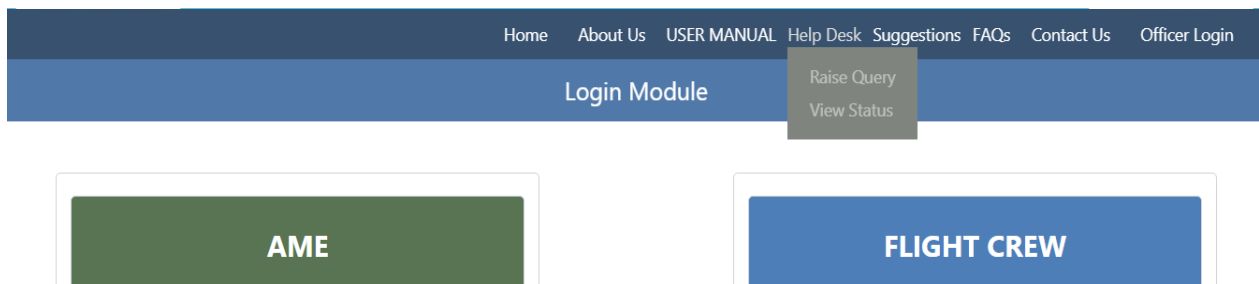 Home About Us USER MANUAL Help Desk Suggestions FAQs Contact Us Officer Login
Raise Query
Login Module
View Status
AME FLIGHT CREW